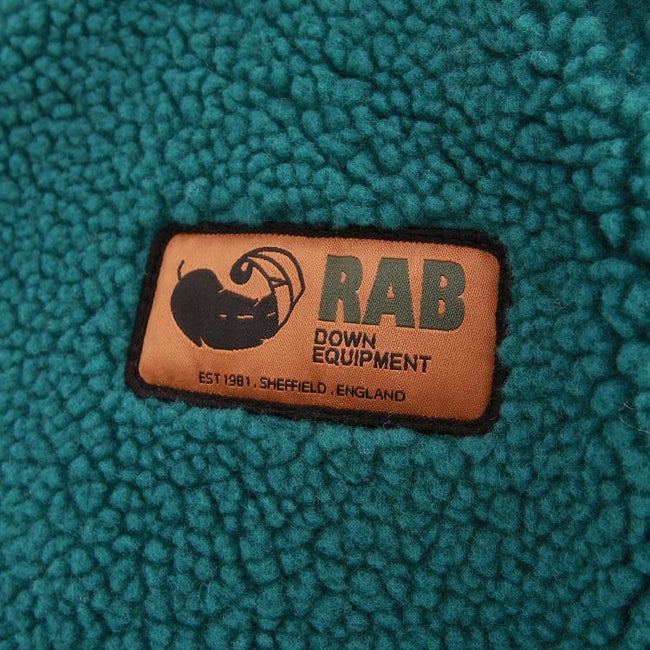 RAB
DOWN
EQUIPMENT
EST 1981 . SHEFFIELD . ENGLAND